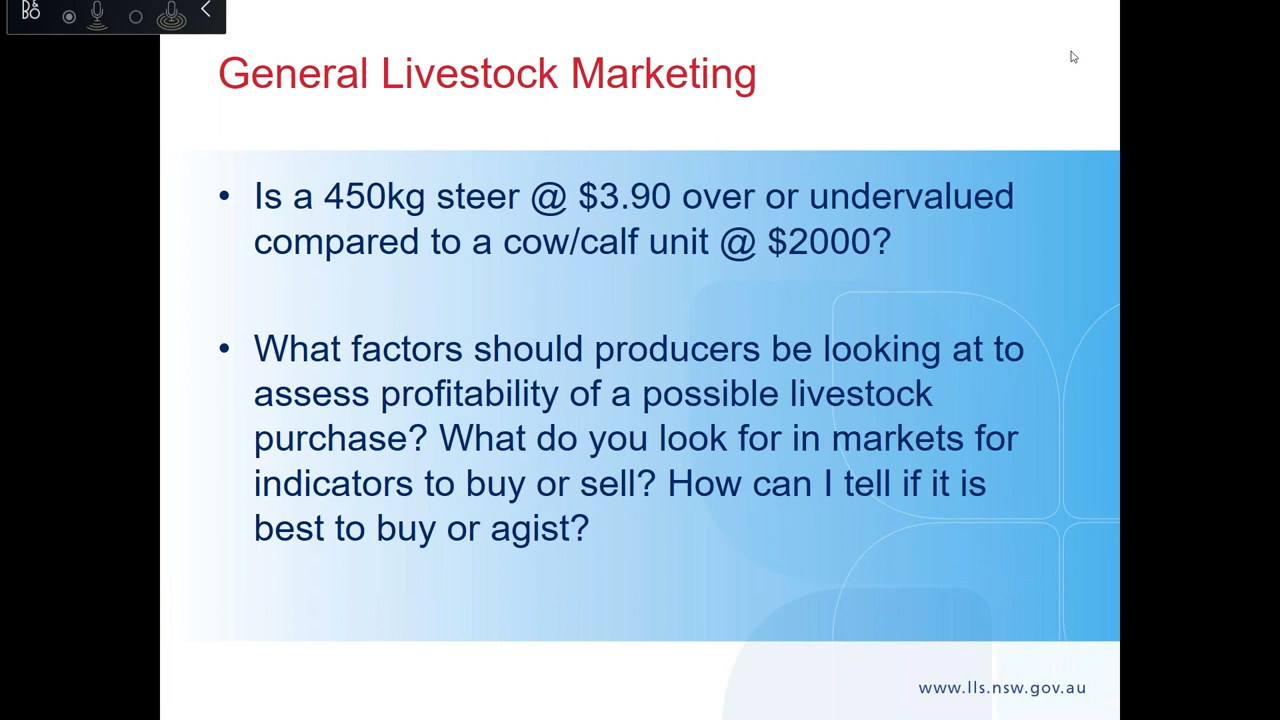 B&O
General Livestock Marketing
• Is a 450kg steer @ $3.90 over or undervalued
compared to a cow/calf unit @ $2000?
• What factors should producers be looking at to
assess profitability of a possible livestock
purchase? What do you look for in markets for
indicators to buy or sell? How can I tell if it is
best to buy or agist?
www.lls.nsw.gov.au